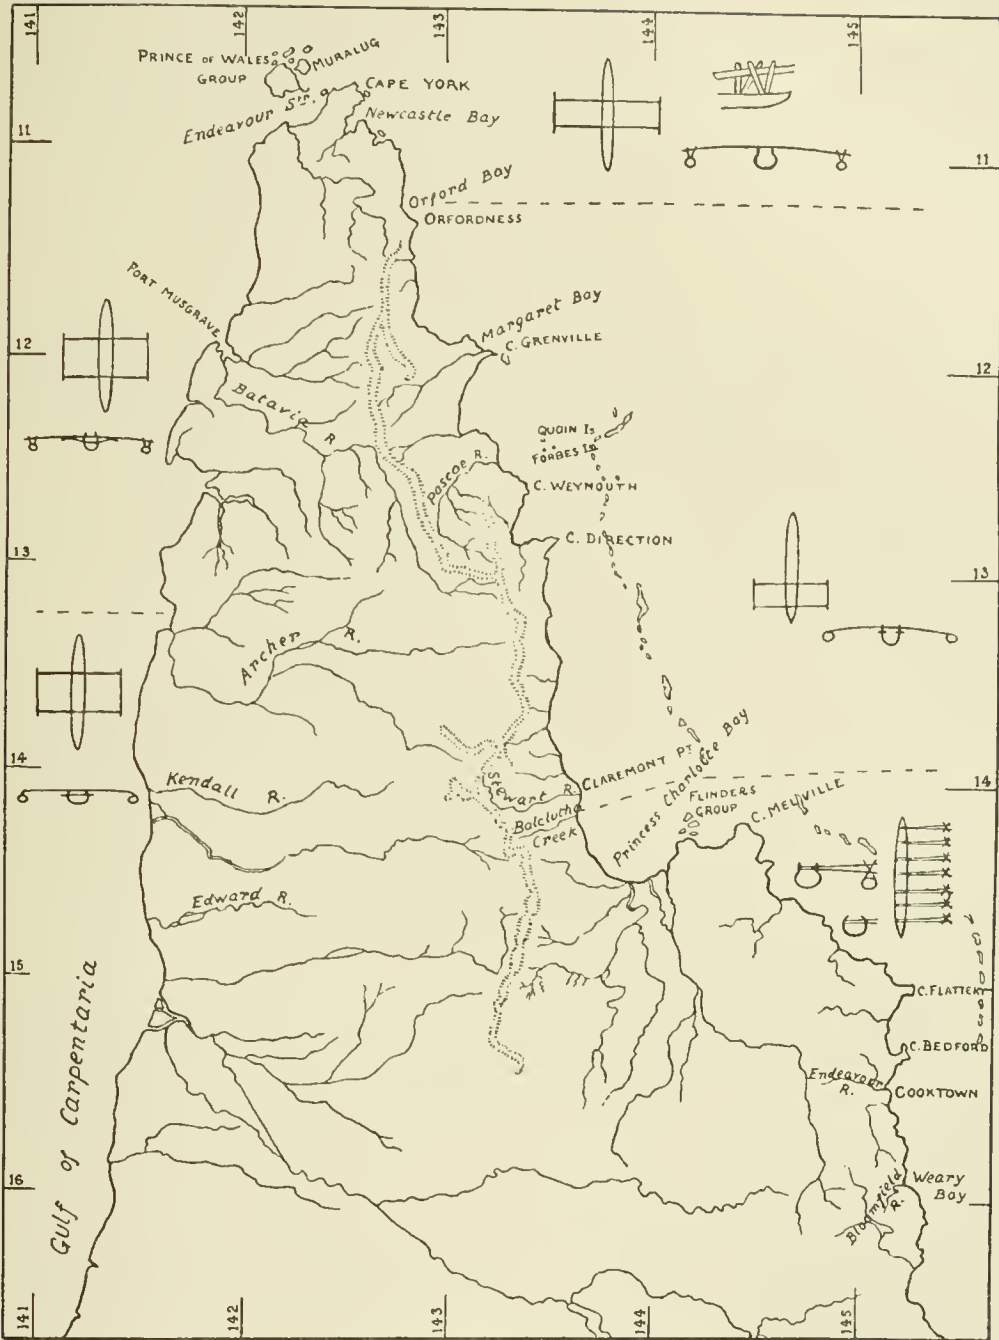 141
142
143
144
145
PRINCE OF WALES
GROUP
MURALUG
CAPE YORK
Endeavour Str.
Newcastle Bay
11
11
Orford Bay
ORFORDNESS
PORT MUSGRAVE
Margaret Bay
C. GRENVILLE
12
12
Batavia
R.
QUOIN Is
FORBES Is
Pascoe R.
C. WEYMOUTH
C. DIRECTION
13
13
Archer
R.
14
14
Kendall R.
Stewart R.
CLAREMONT PT
Princess Charlotte Bay
FLINDERS
GROUP
C. MELVILLE
Balclutha
Creek
Edward R.
15
C. FLATTERY
C. BEDFORD
Endeavour
R.
COOKTOWN
Gulf of Carpentaria
16
Weary
Bay
Bloomfield
R.
141
142
143
144
145